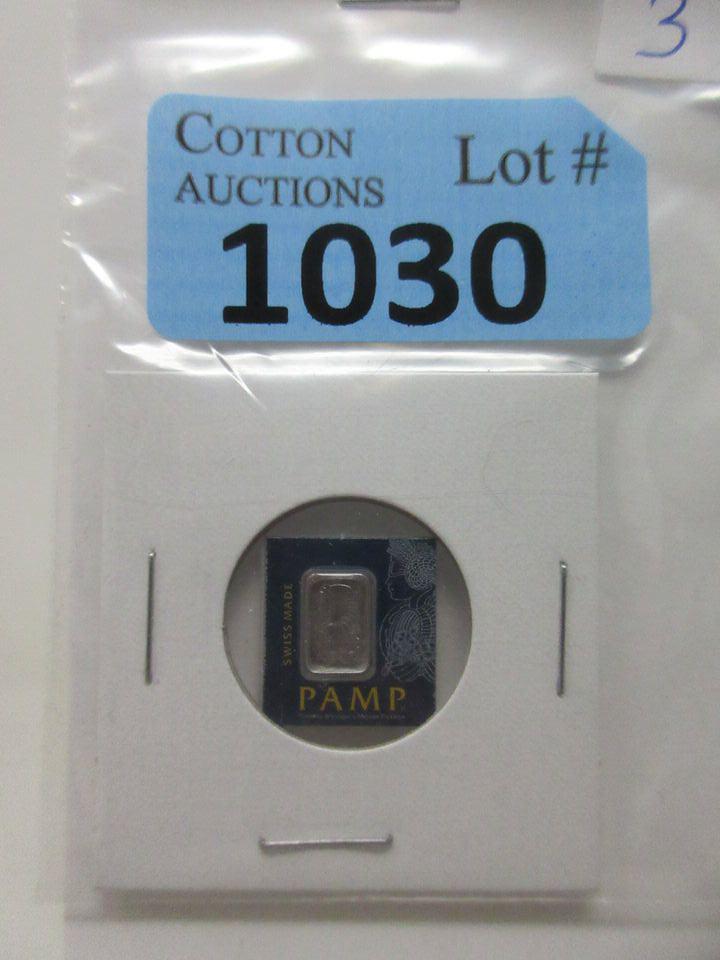 3
COTTON
AUCTIONS
Lot #
1030
SWISS MADE
PAMP